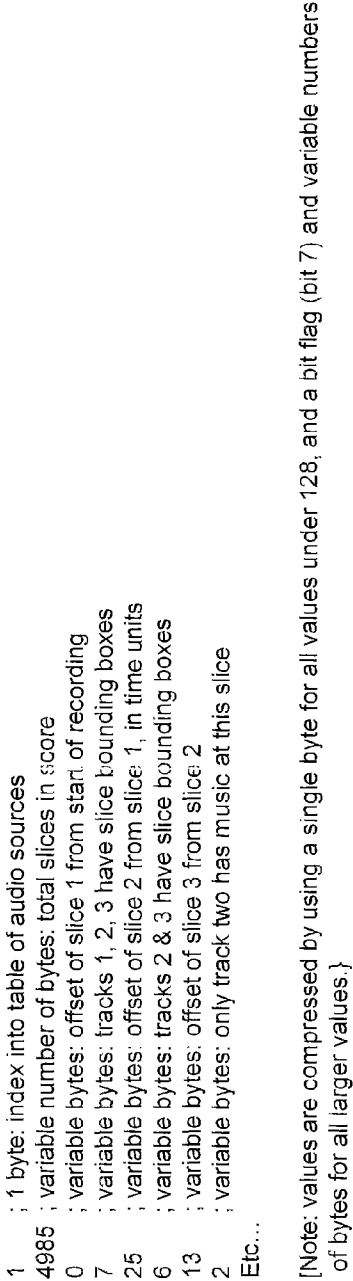 1 ; 1 byte: index into table of audio sources
4985 ; variable number of bytes: total slices in score
0 ; variable bytes: offset of slice 1 from start of recording
7 ; variable bytes: tracks 1, 2, 3 have slice bounding boxes
25 ; variable bytes: offset of slice 2 from slice 1, in time units
6 ; variable bytes: tracks 2 & 3 have slice bounding boxes
13 ; variable bytes: offset of slice 3 from slice 2
2 ; variable bytes: only track two has music at this slice
Etc...
[Note: values are compressed by using a single byte for all values under 128, and a bit flag (bit 7) and variable numbers
of bytes for all larger values.}